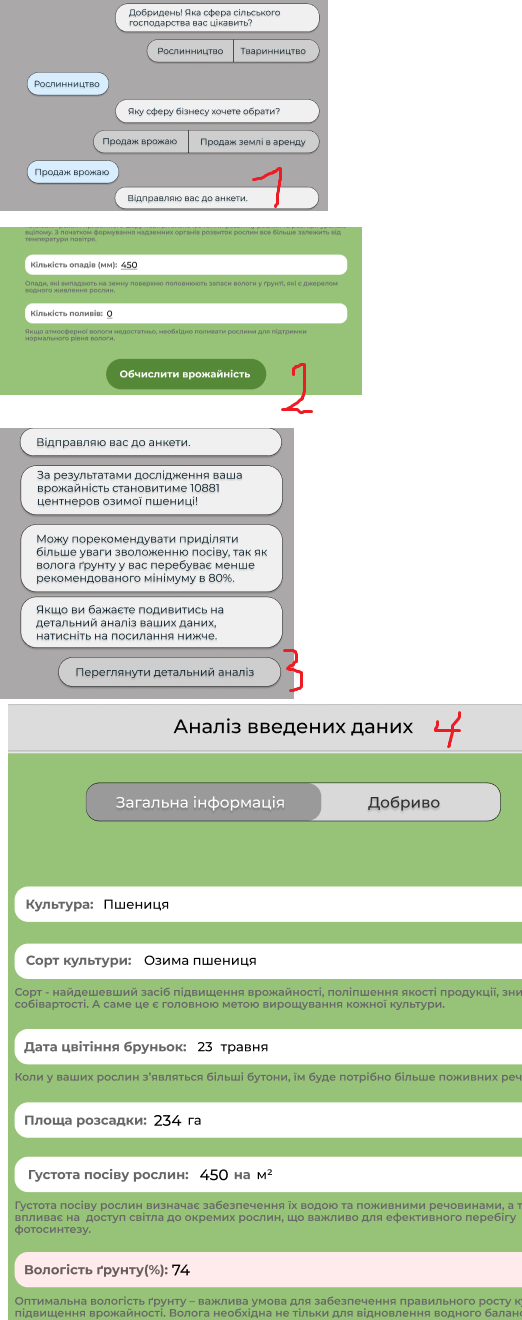 Добридень! Яка сфера сільського
господарства вас цікавить?
Рослинництво Тваринництво
Рослинництво
Яку сферу бізнесу хочете обрати?
Продаж врожаю Продаж землі в аренду
Продаж врожаю
Відправляю вас до анкети.
1
вцілому. З початком формування надземних органів розвиток рослин все більше залежить від
температури повітря.
Кількість опадів (мм): 450
Опади, які випадають на земну поверхню поповнюють запаси вологи у ґрунті, які є джерелом
водного живлення рослин.
Кількість поливів: 0
Якщо атмосферної вологи недостатньо, необхідно поливати рослини для підтримки
нормального рівня вологи.
Обчислити врожайність
2
Відправляю вас до анкети.
За результатами дослідження ваша
врожайність становитиме 10881
центнеров озимої пшениці!
Можу порекомендувати приділяти
більше уваги зволоженню посіву, так як
волога ґрунту у вас перебуває менше
рекомендованого мінімуму в 80%.
Якщо ви бажаєте подивитись на
детальний аналіз ваших даних,
натисніть на посилання нижче.
Переглянути детальний аналіз
3
Аналіз введених даних 4
Загальна інформація Добриво
Культура: Пшениця
Сорт культури: Озима пшениця
Сорт - найдешевший засіб підвищення врожайності, поліпшення якості продукції, зни
собівартості. А саме це є головною метою вирощування кожної культури.
Дата цвітіння бруньок: 23 травня
Коли у ваших рослин з’являться більші бутони, їм буде потрібно більше поживних реч
Площа розсадки: 234 га
Густота посіву рослин: 450 на м²
Густота посіву рослин визначає забезпечення їх водою та поживними речовинами, а т
впливає на доступ світла до окремих рослин, що важливо для ефективного перебігу
фотосинтезу.
Вологість ґрунту(%): 74
Оптимальна вологість ґрунту – важлива умова для забезпечення правильного росту ку
підвищення врожайності. Волога необхідна не тільки для відновлення водного балан